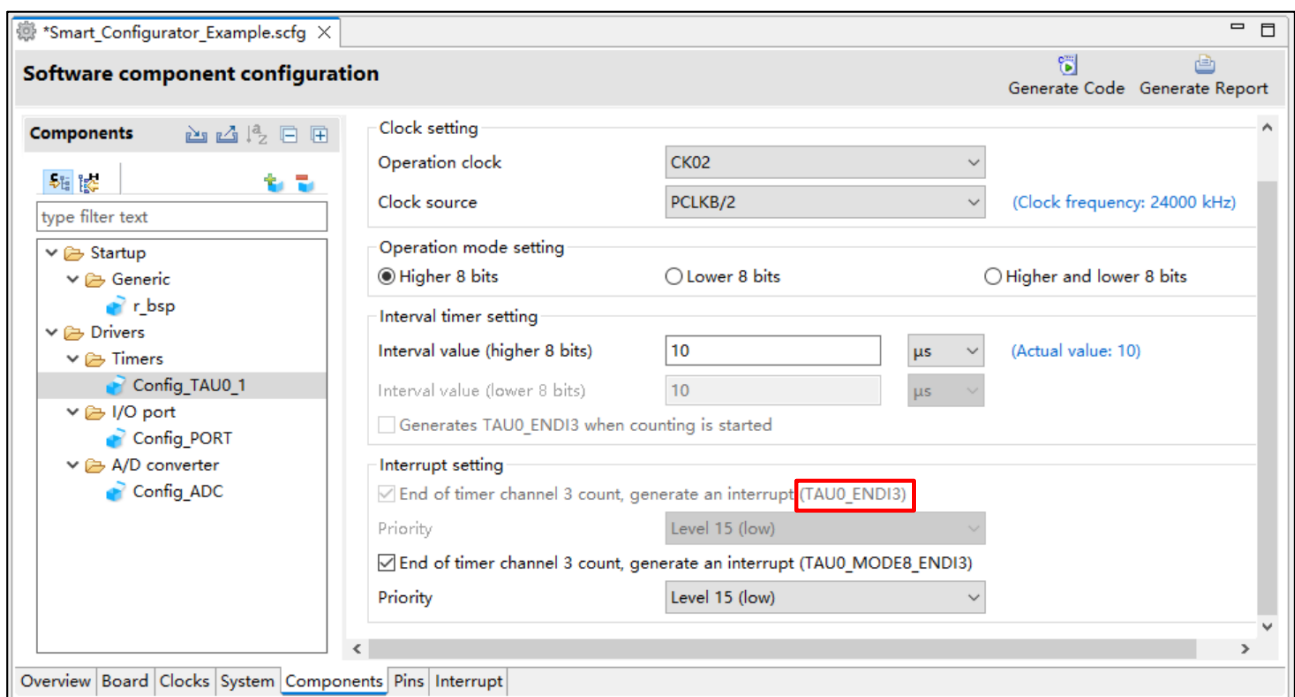 *Smart_Configurator_Example.scfg
Software component configuration
Generate Code Generate Report
Components
type filter text
Startup
Generic
r_bsp
Drivers
Timers
Config_TAU0_1
I/O port
Config_PORT
A/D converter
Config_ADC
Clock setting
Operation clock CK02
Clock source PCLKB/2 (Clock frequency: 24000 kHz)
Operation mode setting
Higher 8 bits Lower 8 bits Higher and lower 8 bits
Interval timer setting
Interval value (higher 8 bits) 10 µs (Actual value: 10)
Interval value (lower 8 bits) 10 µs
Generates TAU0_ENDI3 when counting is started
Interrupt setting
End of timer channel 3 count, generate an interrupt (TAU0_ENDI3)
Priority Level 15 (low)
End of timer channel 3 count, generate an interrupt (TAU0_MODE8_ENDI3)
Priority Level 15 (low)
Overview Board Clocks System Components Pins Interrupt